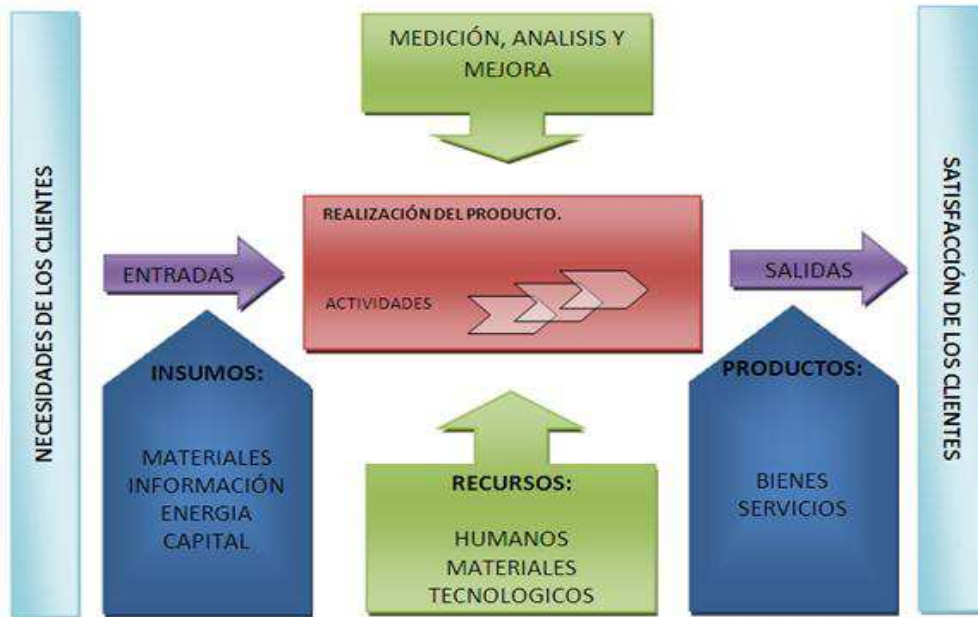 NECESIDADES DE LOS CLIENTES
MEDICIÓN, ANALISIS Y
MEJORA
ENTRADAS
INSUMOS:
MATERIALES
INFORMACIÓN
ENERGIA
CAPITAL
REALIZACIÓN DEL PRODUCTO.
ACTIVIDADES
RECURSOS:
HUMANOS
MATERIALES
TECNOLOGICOS
SALIDAS
PRODUCTOS:
BIENES
SERVICIOS
SATISFACCIÓN DE LOS CLIENTES